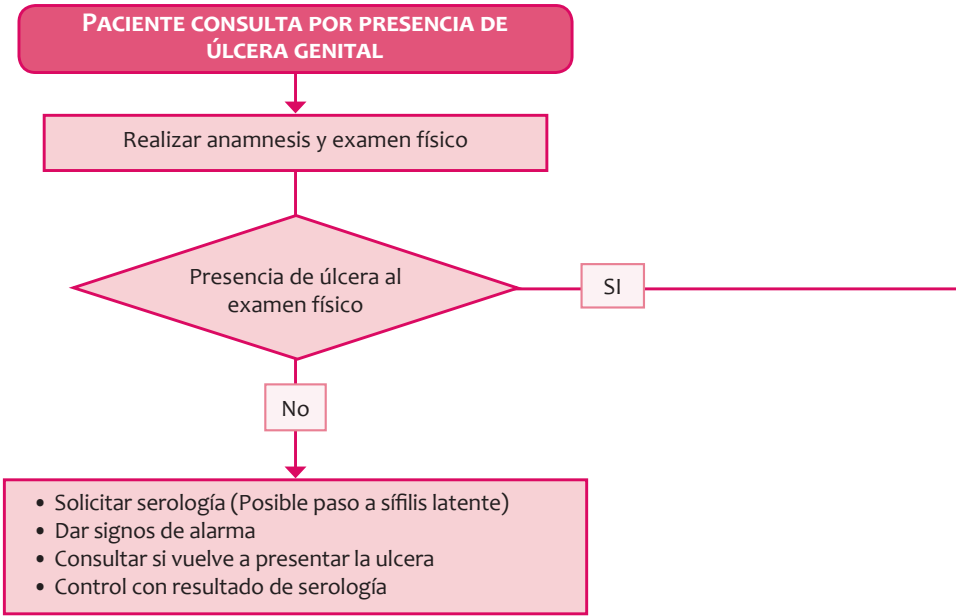 PACIENTE CONSULTA POR PRESENCIA DE
ÚLCERA GENITAL
Realizar anamnesis y examen físico
Presencia de úlcera al
examen físico
SI
No
• Solicitar serología (Posible paso a sífilis latente)
• Dar signos de alarma
• Consultar si vuelve a presentar la ulcera
• Control con resultado de serología